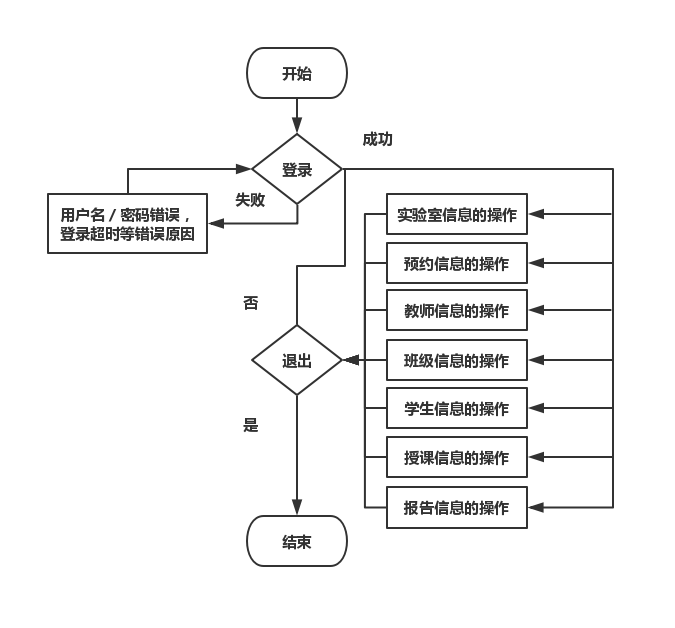 开始
成功
登录
失败
用户名 / 密码错误，
登录超时等错误原因
实验室信息的操作
预约信息的操作
教师信息的操作
班级信息的操作
学生信息的操作
授课信息的操作
报告信息的操作
否
退出
是
结束